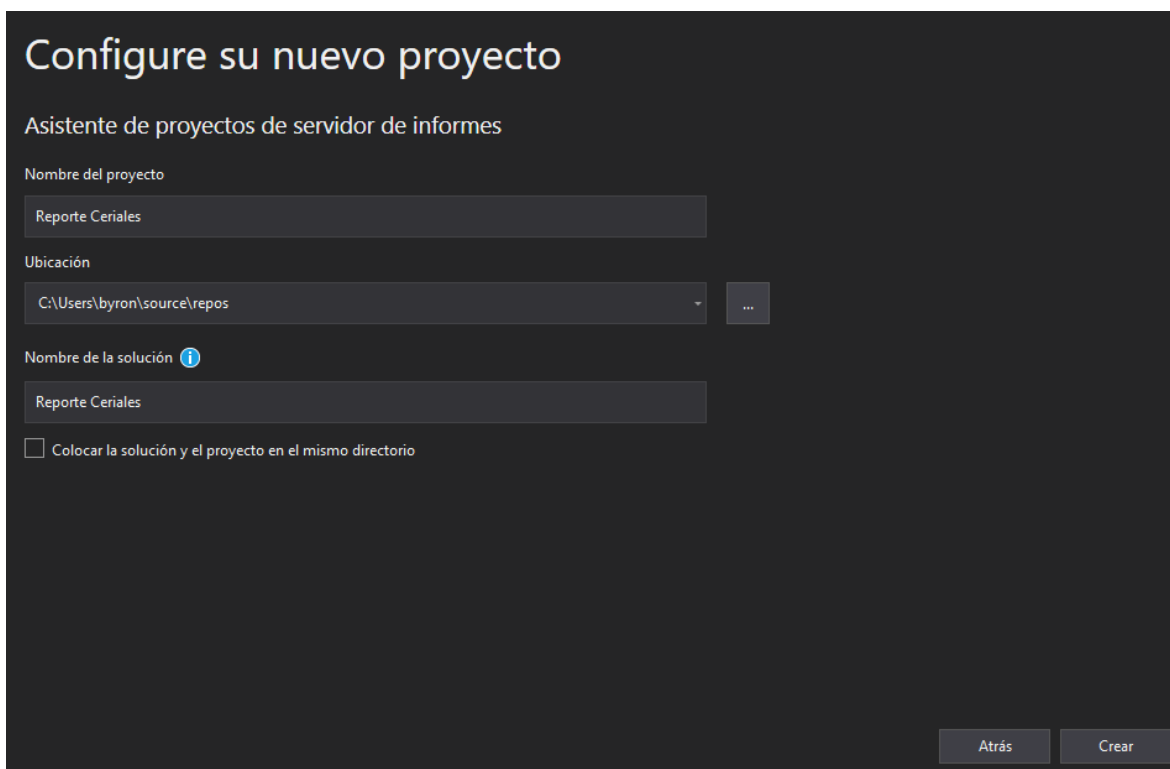 Configure su nuevo proyecto
Asistente de proyectos de servidor de informes
Nombre del proyecto
Reporte Ceriales
Ubicación
C:\Users\byron\source\repos
...
Nombre de la solución
Reporte Ceriales
Colocar la solución y el proyecto en el mismo directorio
Atrás Crear